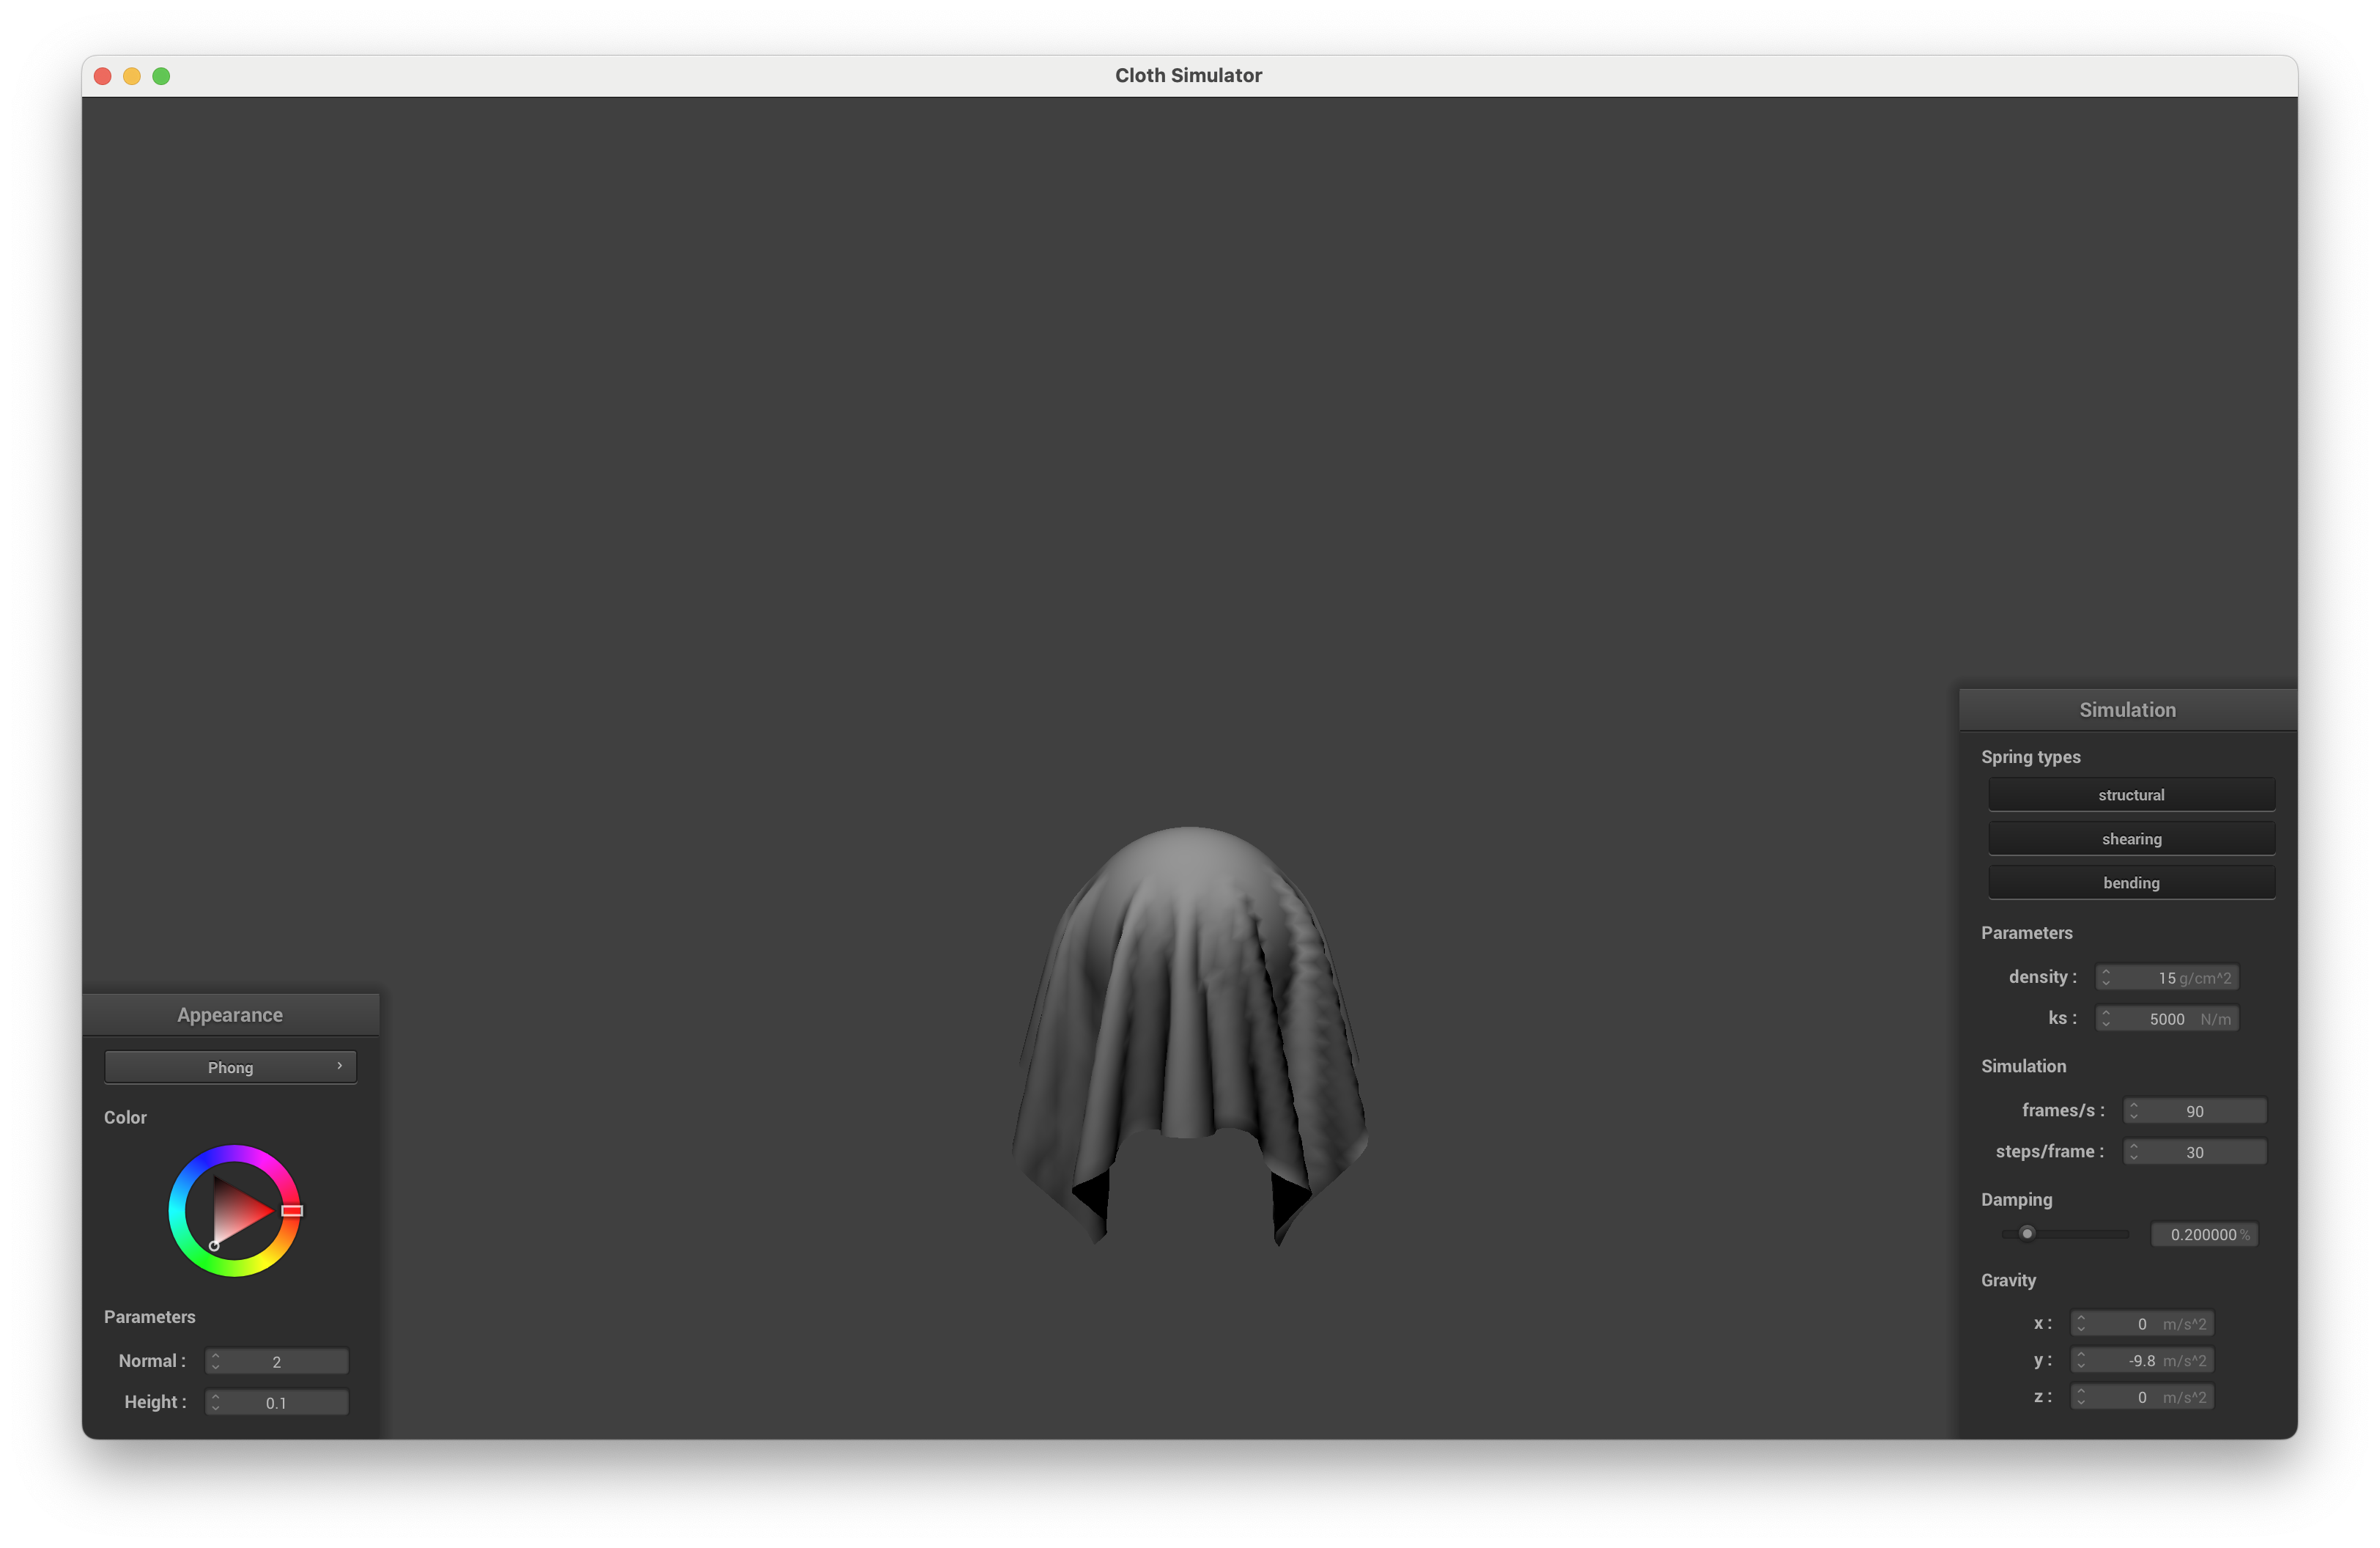 Cloth Simulator
Appearance
Phong
Color
Parameters
Normal : 2
Height : 0.1
Simulation
Spring types
structural
shearing
bending
Parameters
density : 15 g/cm^2
ks : 5000 N/m
Simulation
frames/s : 90
steps/frame : 30
Damping
0.200000 %
Gravity
x : 0 m/s^2
y : -9.8 m/s^2
z : 0 m/s^2